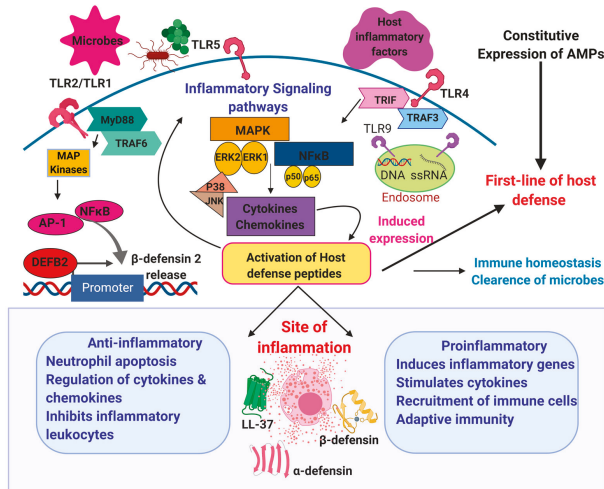 Microbes
TLR5
TLR2/TLR1
MyD88
TRAF6
MAP
Kinases
AP-1
NFκB
DEFB2
Promoter
β-defensin 2
release
Inflammatory Signaling
pathways
MAPK
ERK2
ERK1
NFκB
p50
p65
P38
JNK
Cytokines
Chemokines
Activation of Host
defense peptides
Host
inflammatory
factors
TLR4
TRIF
TRAF3
TLR9
DNA ssRNA
Endosome
Induced
expression
Constitutive
Expression of AMPs
First-line of host
defense
Immune homeostasis
Clearence of microbes
Anti-inflammatory
Neutrophil apoptosis
Regulation of cytokines &
chemokines
Inhibits inflammatory
leukocytes
Site of
inflammation
LL-37
β-defensin
α-defensin
Proinflammatory
Induces inflammatory genes
Stimulates cytokines
Recruitment of immune cells
Adaptive immunity